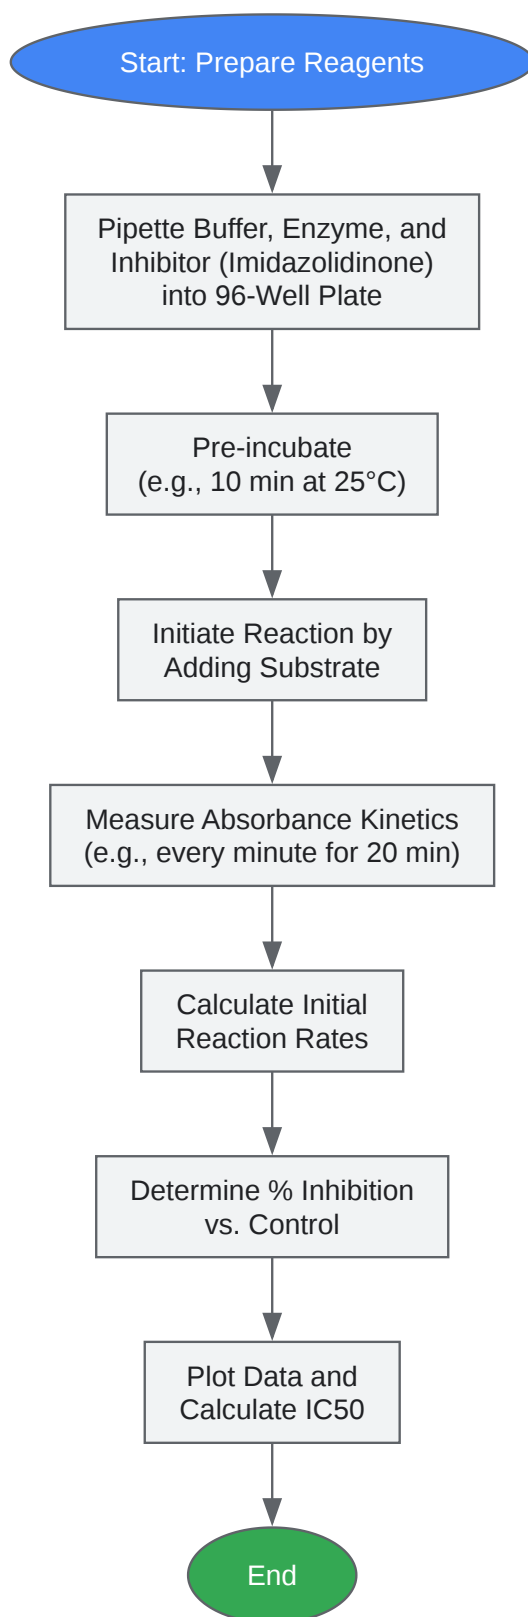 Start: Prepare Reagents
Pipette Buffer, Enzyme, and
Inhibitor (Imidazolidinone)
into 96-Well Plate
Pre-incubate
(e.g., 10 min at 25°C)
Initiate Reaction by
Adding Substrate
Measure Absorbance Kinetics
(e.g., every minute for 20 min)
Calculate Initial
Reaction Rates
Determine % Inhibition
vs. Control
Plot Data and
Calculate IC50
End